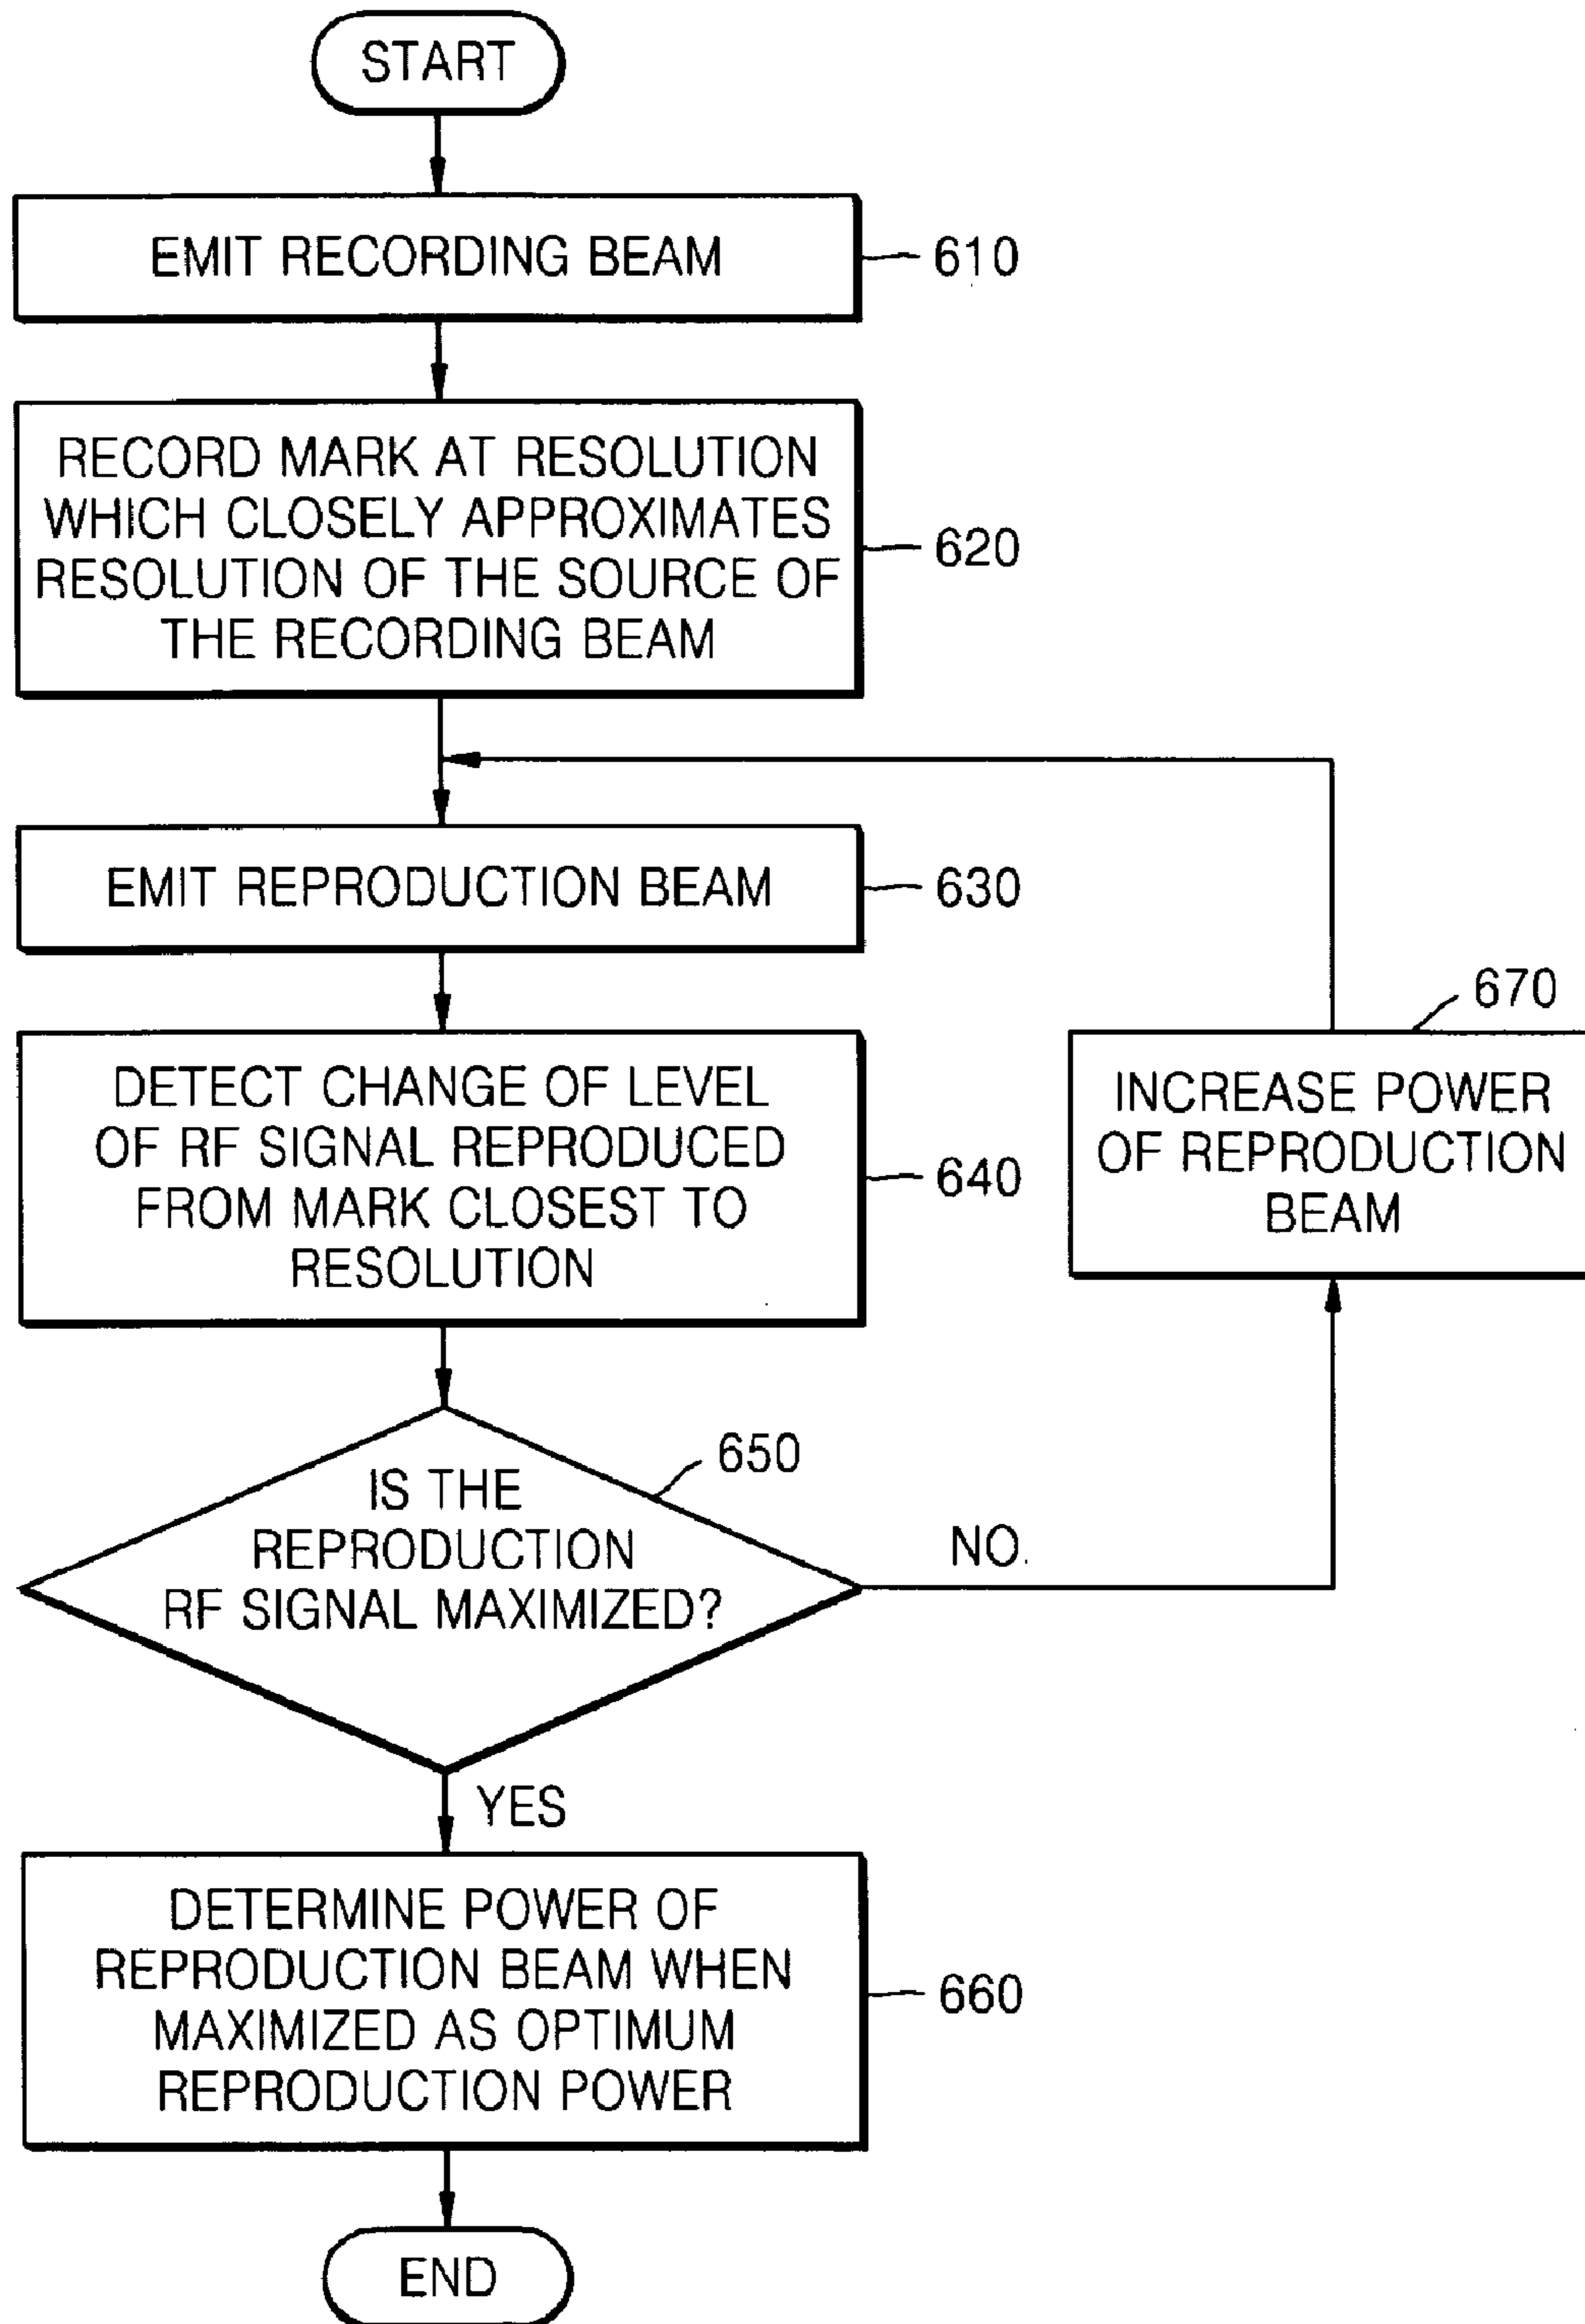 START
EMIT RECORDING BEAM
610
RECORD MARK AT RESOLUTION
WHICH CLOSELY APPROXIMATES
RESOLUTION OF THE SOURCE OF
THE RECORDING BEAM
620
EMIT REPRODUCTION BEAM
630
DETECT CHANGE OF LEVEL
OF RF SIGNAL REPRODUCED
FROM MARK CLOSEST TO
RESOLUTION
640
670
INCREASE POWER
OF REPRODUCTION
BEAM
IS THE
REPRODUCTION
RF SIGNAL MAXIMIZED?
650
NO
YES
DETERMINE POWER OF
REPRODUCTION BEAM WHEN
MAXIMIZED AS OPTIMUM
REPRODUCTION POWER
660
END